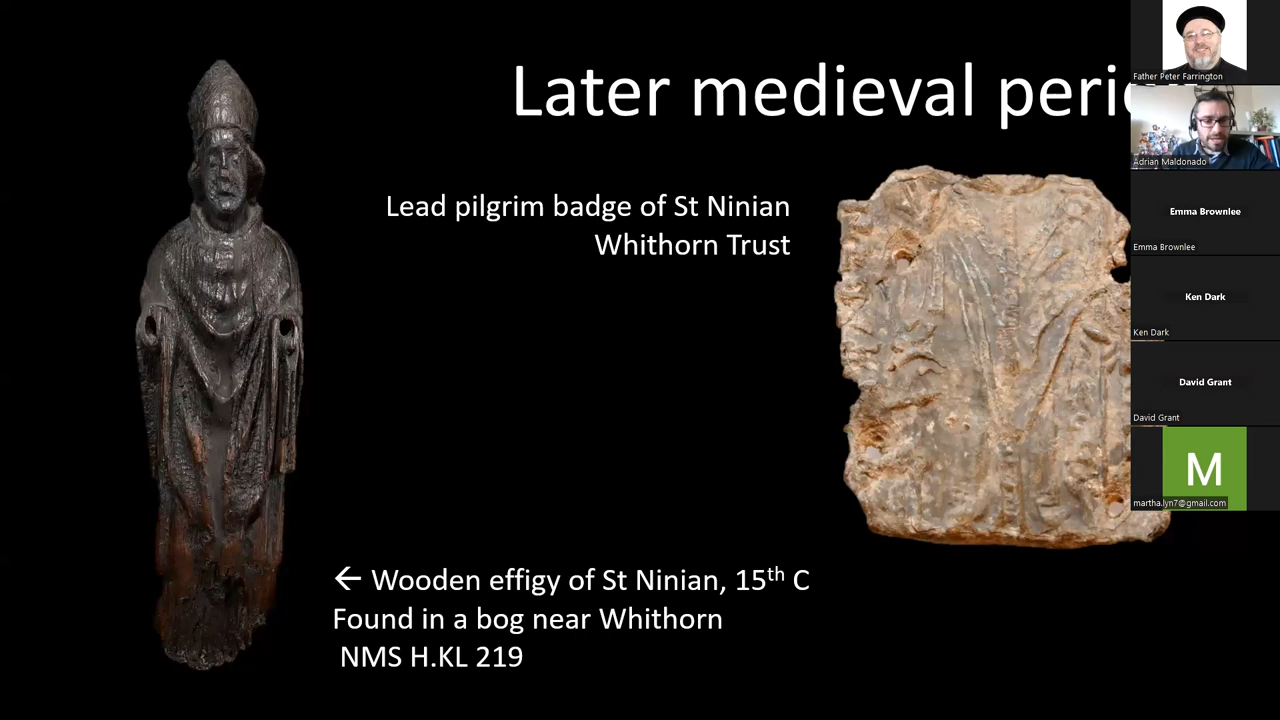 Later medieval
Lead pilgrim badge of St Ninian
Whithorn Trust
← Wooden effigy of St Ninian, 15th C
Found in a bog near Whithorn
NMS H.KL 219
Father Peter Farrington
Adrian Maldonado
Emma Brownlee
Emma Brownlee
Ken Dark
Ken Dark
David Grant
David Grant
M
martha.lyn7@gmail.com